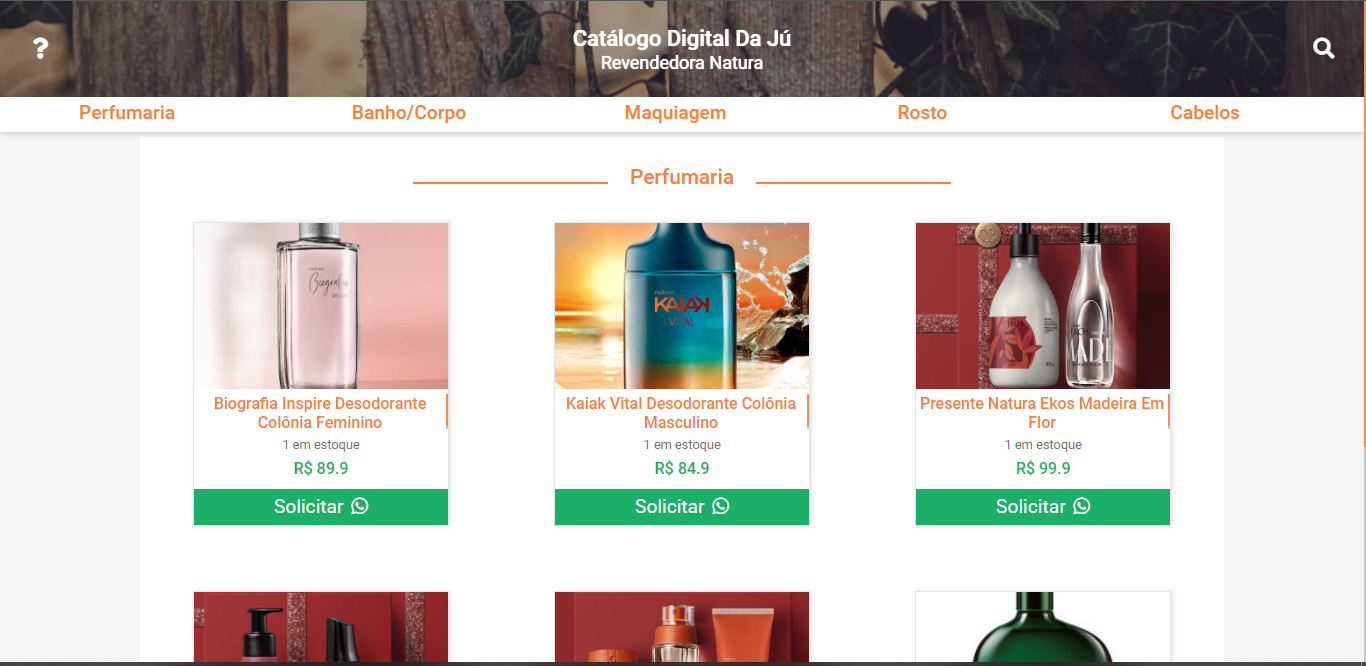 ?
Catálogo Digital Da Jú
Revendedora Natura
Perfumaria
Banho/Corpo
Maquiagem
Rosto
Cabelos
Perfumaria
natura
Biografia
natura
KAIAK
VITAL
EKOS
MADE
Biografia Inspire Desodorante
Colônia Feminino
1 em estoque
R$ 89.9
Solicitar
Kaiak Vital Desodorante Colônia
Masculino
1 em estoque
R$ 84.9
Solicitar
Presente Natura Ekos Madeira Em
Flor
1 em estoque
R$ 99.9
Solicitar